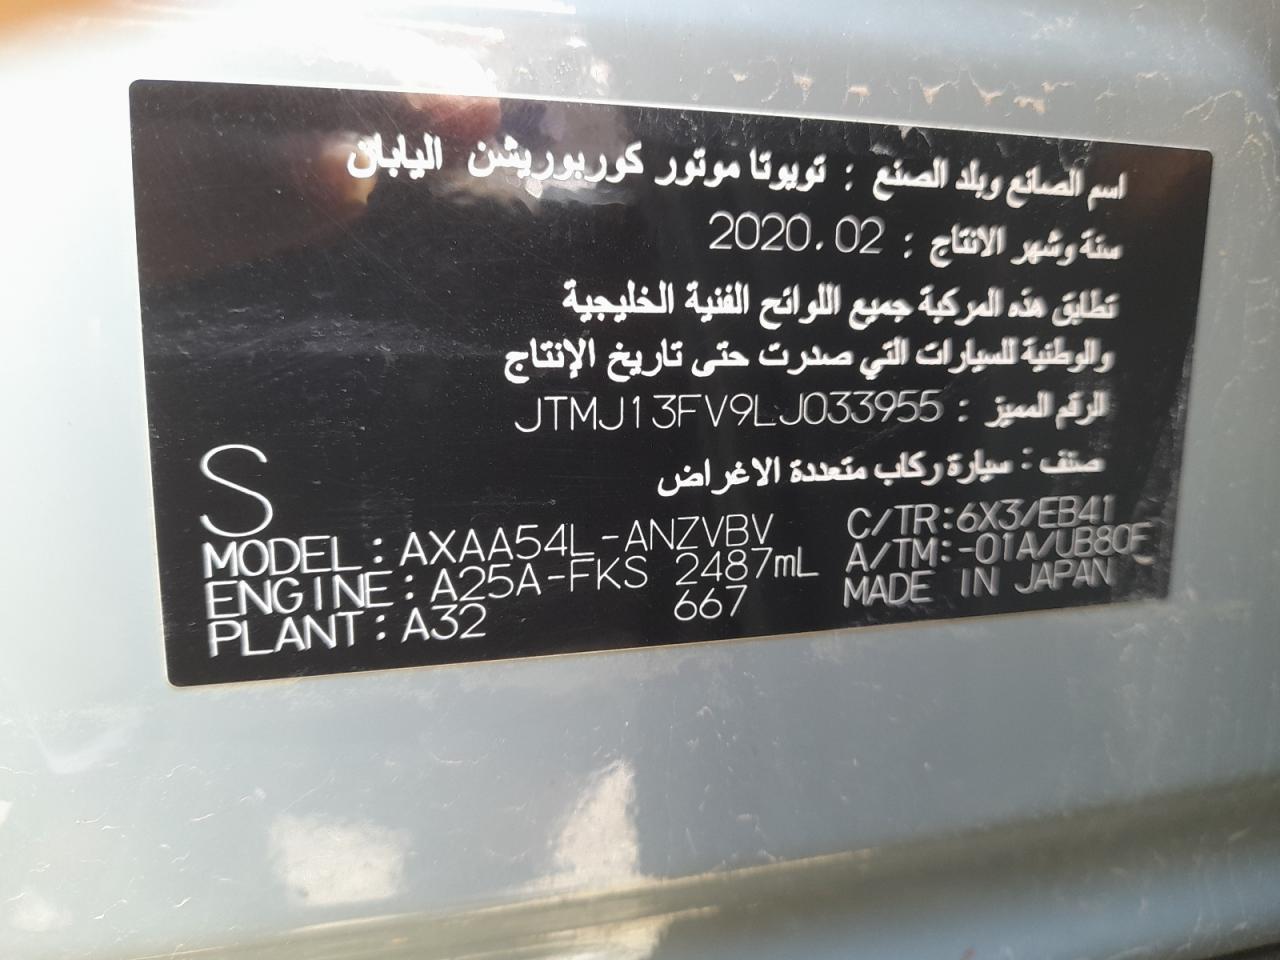 اسم الصانع وبلد الصنع : تويوتا موتور كوربوريشن اليابان
سنة وشهر الانتاج : 2020.02
تطابق هذه المركبة جميع اللوائح الفنية الخليجية
والوطنية للسيارات التي صدرت حتى تاريخ الإنتاج
الرقم المميز : JTMJ13FV9LJ033955
صنف : سيارة ركاب متعددة الاغراض
S
MODEL : AXAA54L-ANZVBV C/TR:6X3/EB41
ENGINE : A25A-FKS 2487mL A/TM:-01A/UB80F
PLANT : A32 667 MADE IN JAPAN